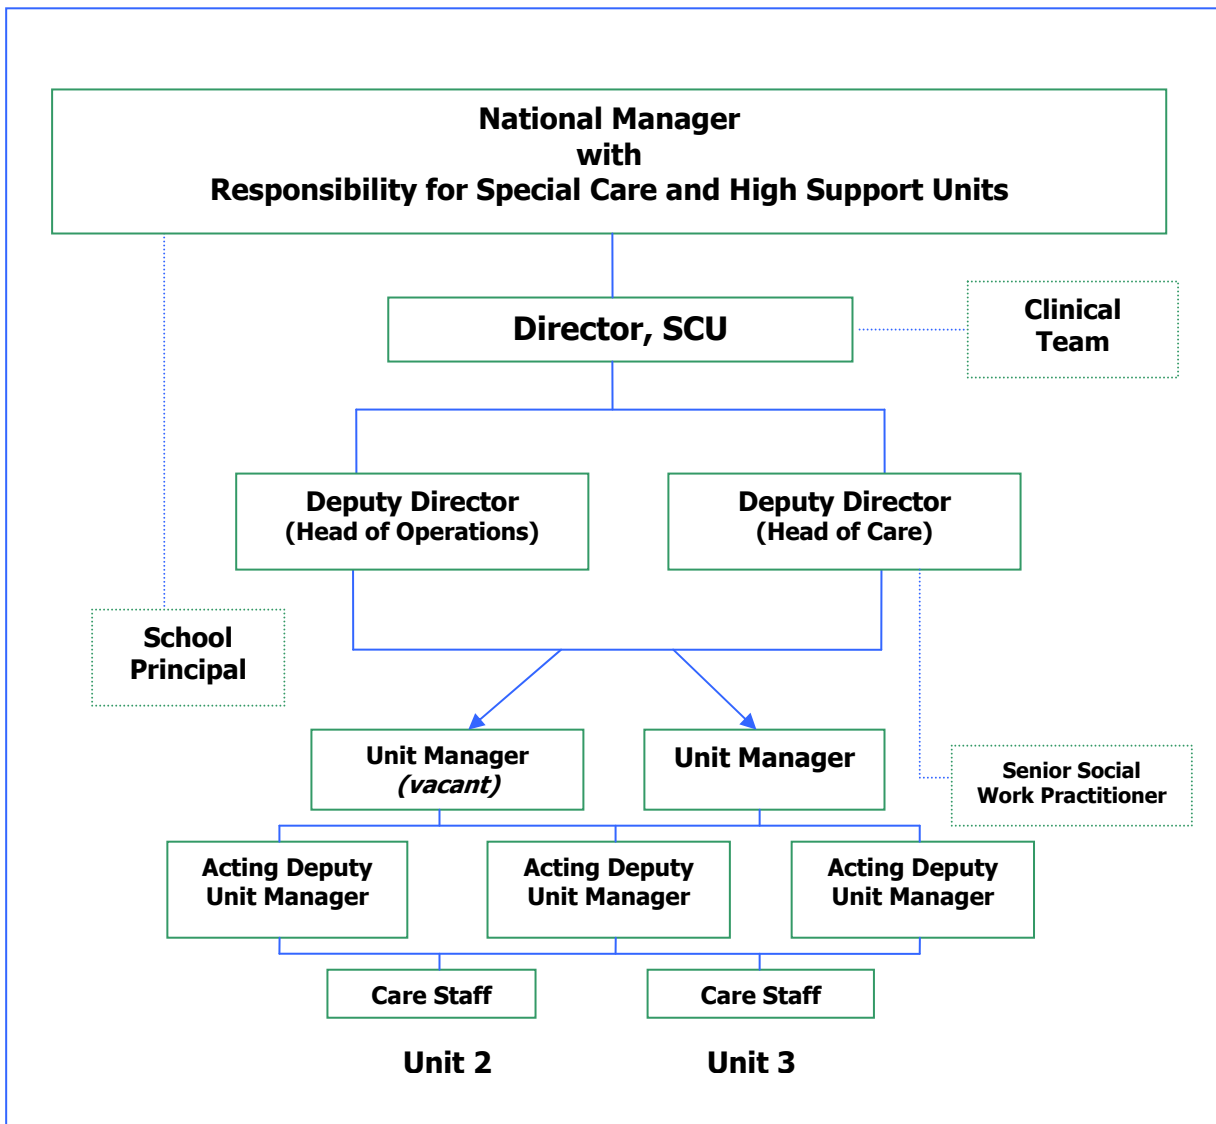 National Manager
with
Responsibility for Special Care and High Support Units
Director, SCU
Clinical
Team
Deputy Director
(Head of Operations)
Deputy Director
(Head of Care)
School
Principal
Unit Manager
(vacant)
Unit Manager
Senior Social
Work Practitioner
Acting Deputy
Unit Manager
Acting Deputy
Unit Manager
Acting Deputy
Unit Manager
Care Staff
Care Staff
Unit 2
Unit 3